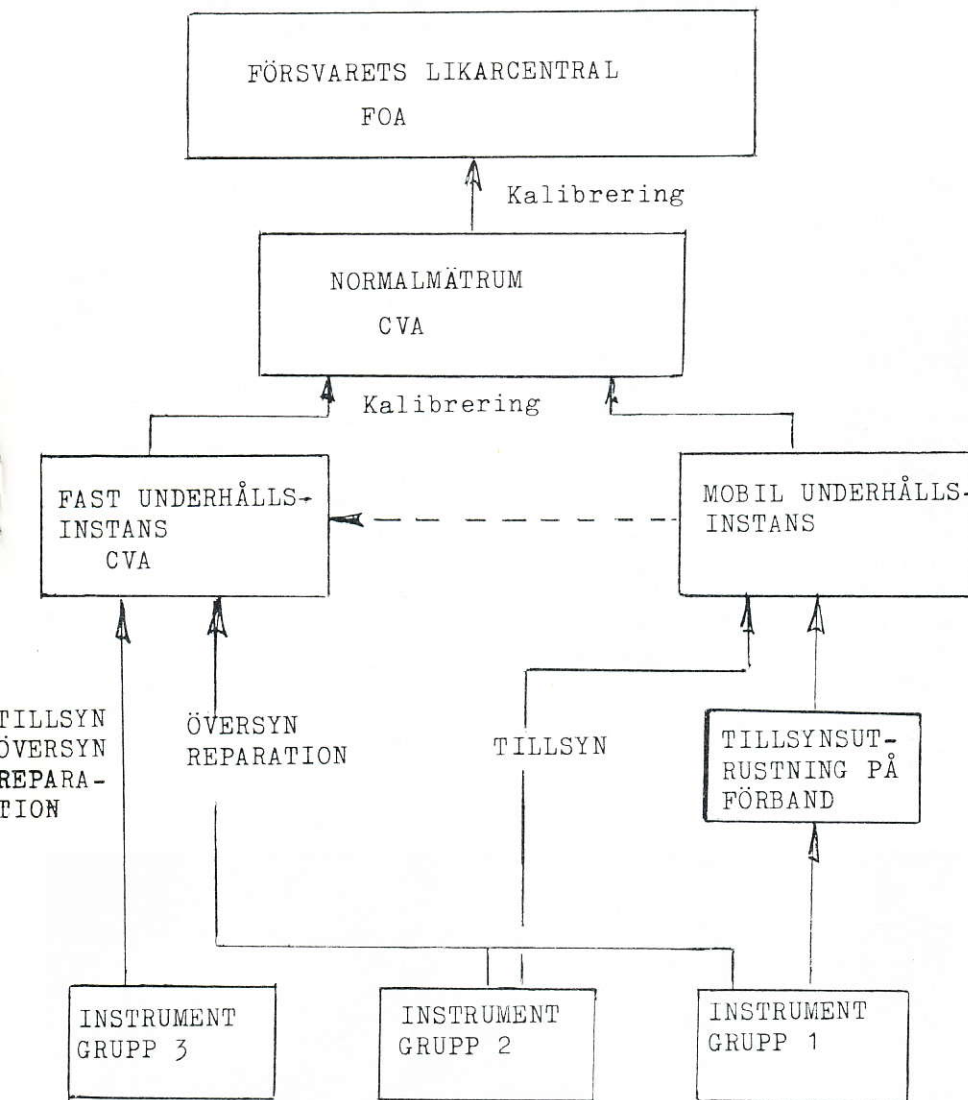 FÖRSVARETS LIKARCENTRAL
FOA
Kalibrering
NORMALMÄTRUM
CVA
Kalibrering
FAST UNDERHÅLLS-
INSTANS
CVA
MOBIL UNDERHÅLLS-
INSTANS
TILLSYN
ÖVERSYN
REPARA-
TION
ÖVERSYN
REPARATION
TILLSYN
TILLSYNSUT-
RUSTNING PÅ
FÖRBAND
INSTRUMENT
GRUPP 3
INSTRUMENT
GRUPP 2
INSTRUMENT
GRUPP 1